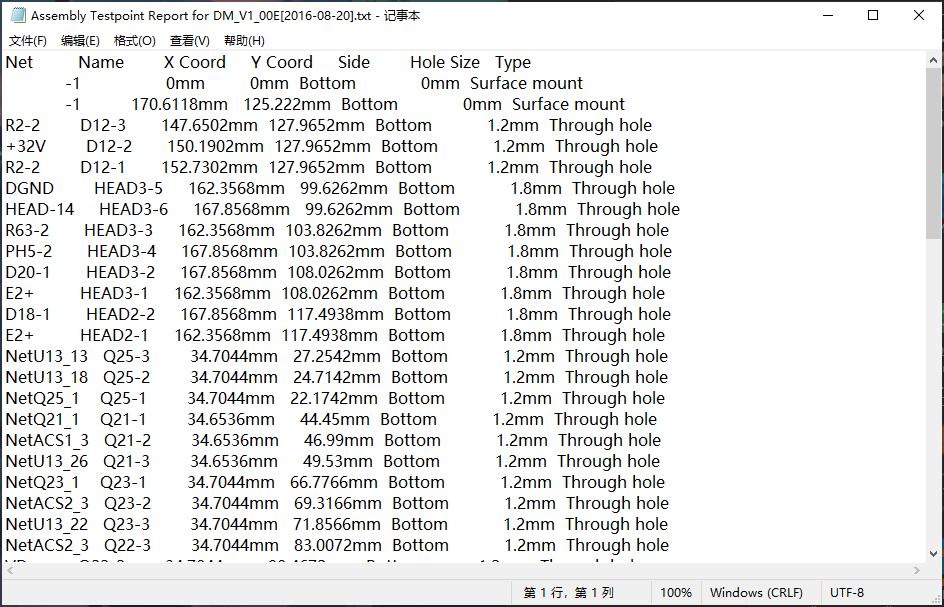 Assembly Testpoint Report for DM_V1_00E[2016-08-20].txt - 记事本
文件(F) 编辑(E) 格式(O) 查看(V) 帮助(H)
Net Name X Coord Y Coord Side Hole Size Type
-1 0mm 0mm Bottom 0mm Surface mount
-1 170.6118mm 125.222mm Bottom 0mm Surface mount
R2-2 D12-3 147.6502mm 127.9652mm Bottom 1.2mm Through hole
+32V D12-2 150.1902mm 127.9652mm Bottom 1.2mm Through hole
R2-2 D12-1 152.7302mm 127.9652mm Bottom 1.2mm Through hole
DGND HEAD3-5 162.3568mm 99.6262mm Bottom 1.8mm Through hole
HEAD-14 HEAD3-6 167.8568mm 99.6262mm Bottom 1.8mm Through hole
R63-2 HEAD3-3 162.3568mm 103.8262mm Bottom 1.8mm Through hole
PH5-2 HEAD3-4 167.8568mm 103.8262mm Bottom 1.8mm Through hole
D20-1 HEAD3-2 167.8568mm 108.0262mm Bottom 1.8mm Through hole
E2+ HEAD3-1 162.3568mm 108.0262mm Bottom 1.8mm Through hole
D18-1 HEAD2-2 167.8568mm 117.4938mm Bottom 1.8mm Through hole
E2+ HEAD2-1 162.3568mm 117.4938mm Bottom 1.8mm Through hole
NetU13_13 Q25-3 34.7044mm 27.2542mm Bottom 1.2mm Through hole
NetU13_18 Q25-2 34.7044mm 24.7142mm Bottom 1.2mm Through hole
NetQ25_1 Q25-1 34.7044mm 22.1742mm Bottom 1.2mm Through hole
NetQ21_1 Q21-1 34.6536mm 44.45mm Bottom 1.2mm Through hole
NetACS1_3 Q21-2 34.6536mm 46.99mm Bottom 1.2mm Through hole
NetU13_26 Q21-3 34.6536mm 49.53mm Bottom 1.2mm Through hole
NetQ23_1 Q23-1 34.7044mm 66.7766mm Bottom 1.2mm Through hole
NetACS2_3 Q23-2 34.7044mm 69.3166mm Bottom 1.2mm Through hole
NetU13_22 Q23-3 34.7044mm 71.8566mm Bottom 1.2mm Through hole
NetACS2_3 Q22-3 34.7044mm 83.0072mm Bottom 1.2mm Through hole
第 1 行，第 1 列 100% Windows (CRLF) UTF-8